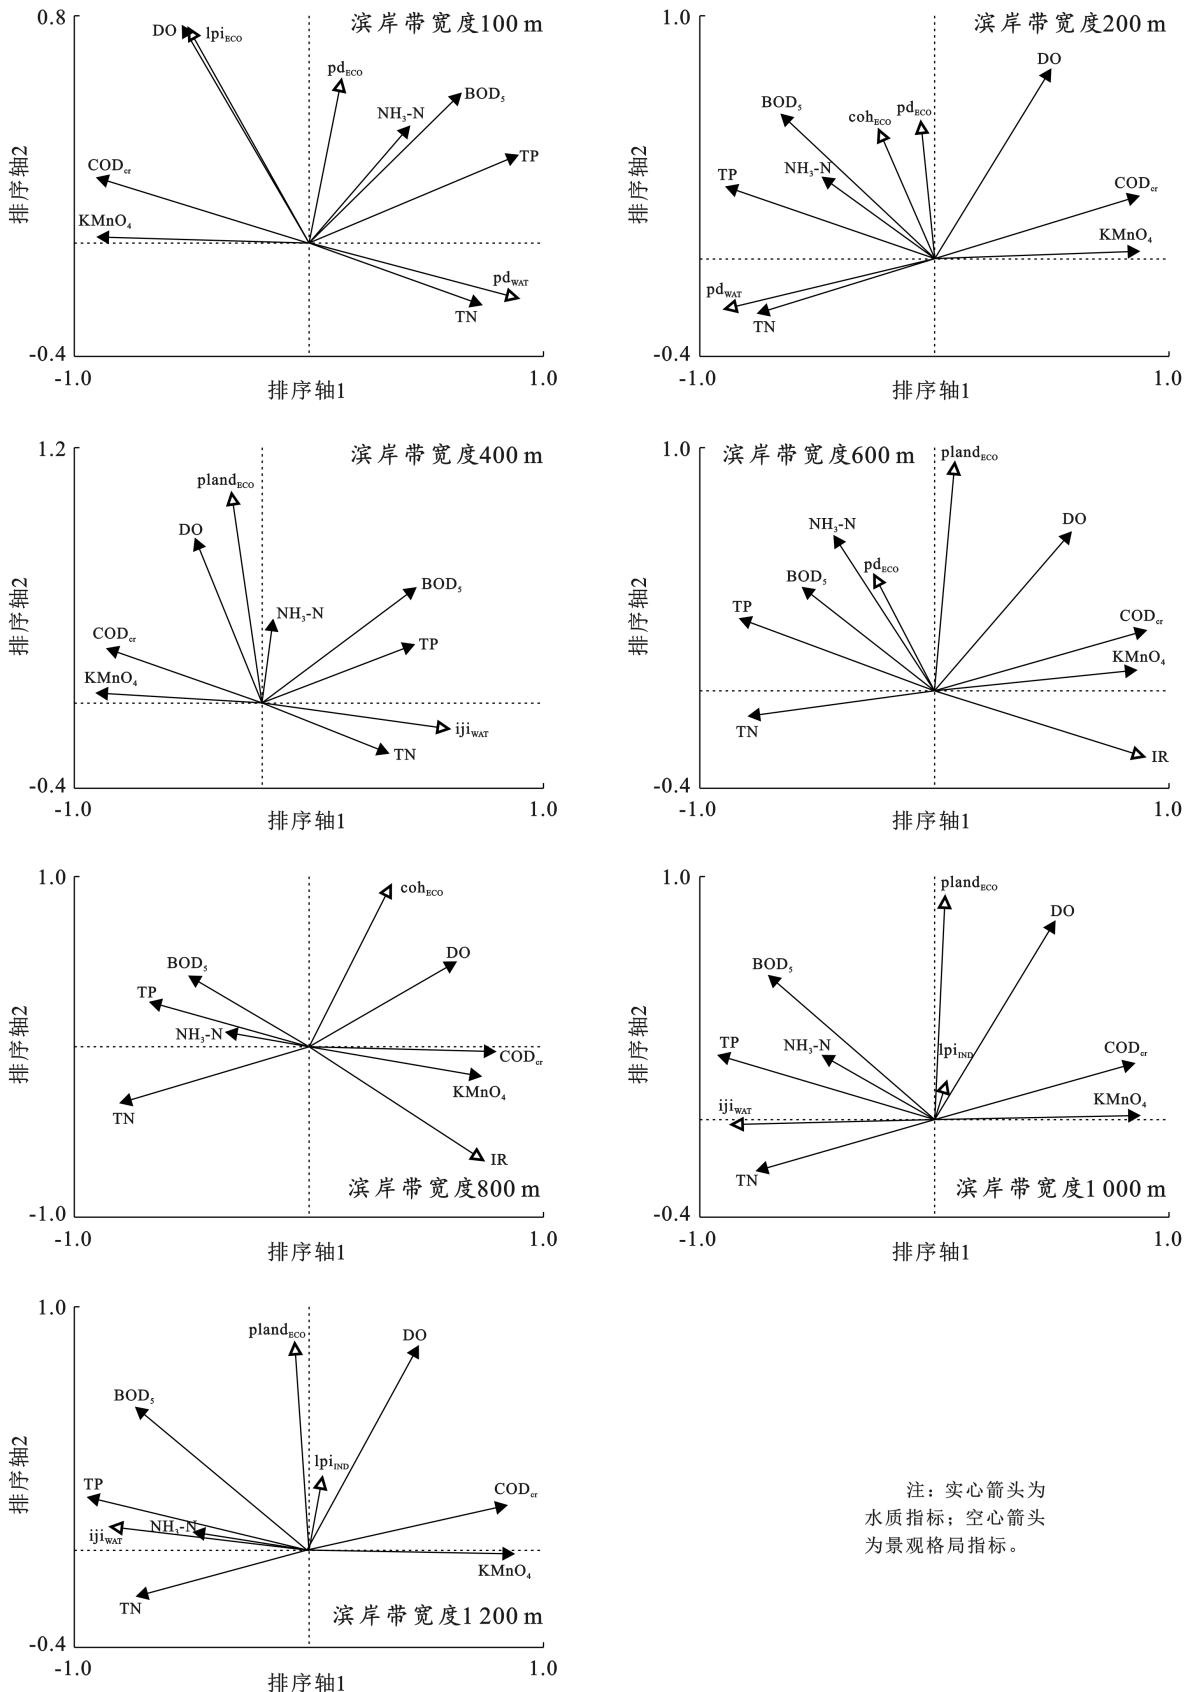 0.8
滨岸带宽度100 m
DO
lpiECO
pdECO
BOD5
NH3-N
TP
CODcr
KMnO4
pdWAT
TN
排序轴2
-0.4
-1.0
1.0
排序轴1
1.0
滨岸带宽度200 m
DO
BOD5
cohECO
pdECO
NH3-N
TP
CODcr
KMnO4
pdWAT
TN
排序轴2
-0.4
-1.0
1.0
排序轴1
1.2
滨岸带宽度400 m
plandECO
DO
BOD5
NH3-N
CODcr
TP
KMnO4
ijiWAT
TN
排序轴2
-0.4
-1.0
1.0
排序轴1
1.0
滨岸带宽度600 m
plandECO
NH3-N
DO
pdECO
BOD5
TP
CODcr
KMnO4
TN
IR
排序轴2
-0.4
-1.0
1.0
排序轴1
1.0
cohECO
DO
BOD5
TP
NH3-N
CODcr
KMnO4
TN
IR
滨岸带宽度800 m
排序轴2
-1.0
-1.0
1.0
排序轴1
1.0
plandECO
DO
BOD5
TP
NH3-N
lpiIND
CODcr
KMnO4
ijiWAT
TN
滨岸带宽度1 000 m
排序轴2
-0.4
-1.0
1.0
排序轴1
1.0
plandECO
DO
BOD5
lpiIND
TP
CODcr
NH3-N
ijiWAT
KMnO4
TN
滨岸带宽度1 200 m
排序轴2
-0.4
-1.0
1.0
排序轴1
注：实心箭头为
水质指标；空心箭头
为景观格局指标。